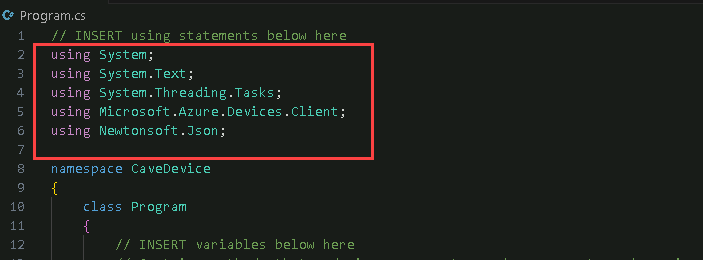 Program.cs
1 // INSERT using statements below here
2 using System;
3 using System.Text;
4 using System.Threading.Tasks;
5 using Microsoft.Azure.Devices.Client;
6 using Newtonsoft.Json;
7
8 namespace CaveDevice
9 {
10 class Program
11 {
12 // INSERT variables below here